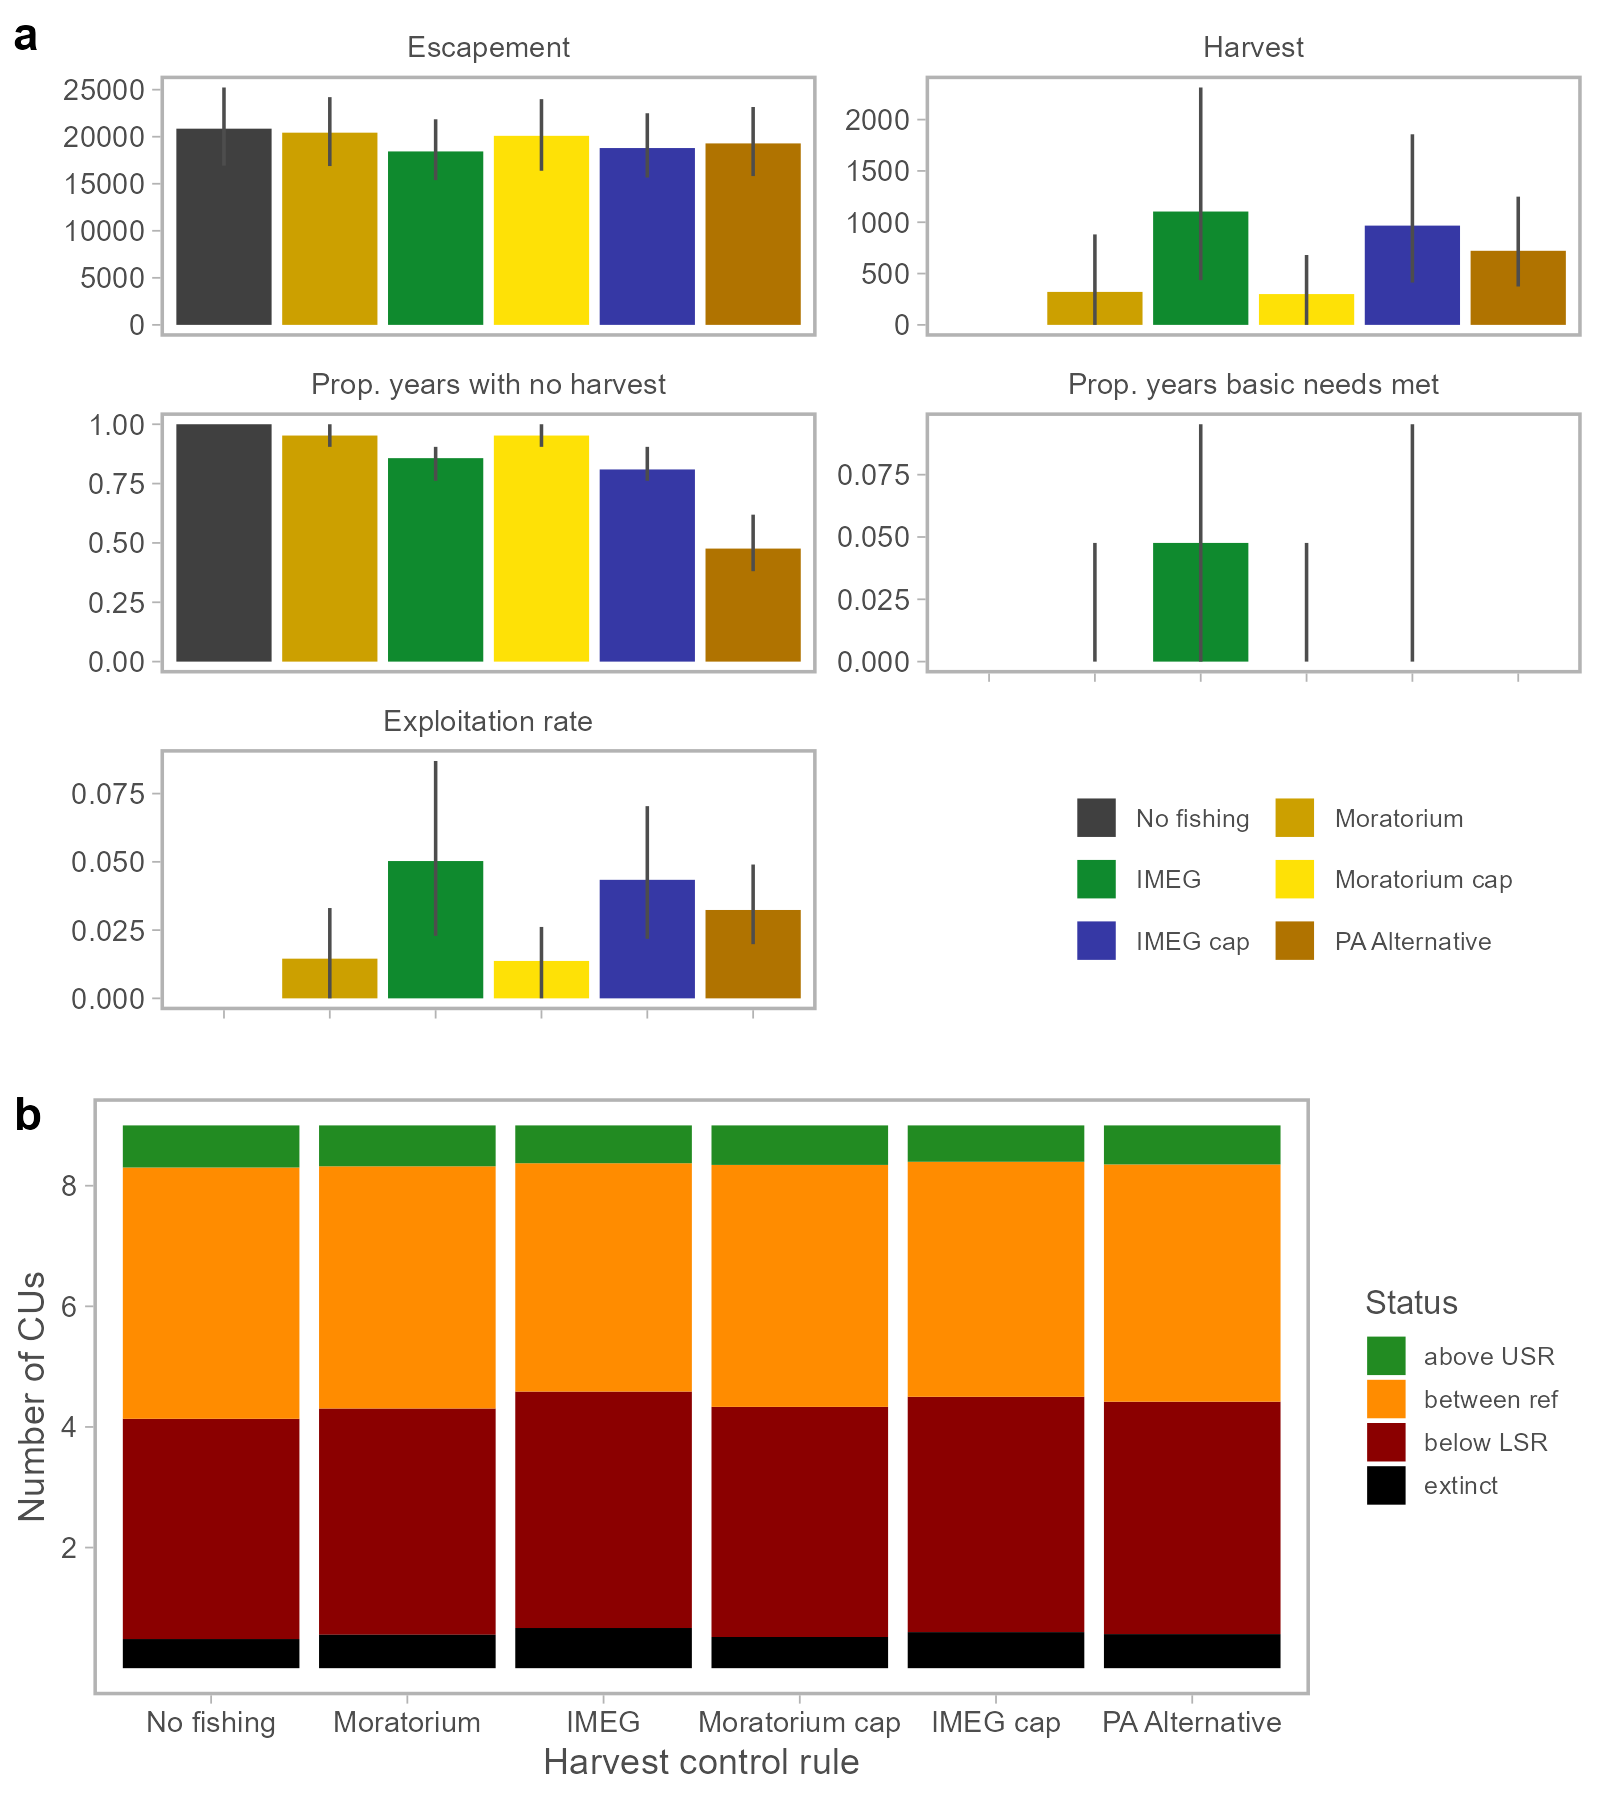 a
Escapement
Harvest
25000
20000
15000
10000
5000
0
2000
1500
1000
500
0
Prop. years with no harvest
Prop. years basic needs met
1.00
0.75
0.50
0.25
0.00
0.075
0.050
0.025
0.000
Exploitation rate
0.075
0.050
0.025
0.000
No fishing
Moratorium
IMEG
Moratorium cap
IMEG cap
PA Alternative
b
Number of CUs
8
6
4
2
No fishing
Moratorium
IMEG
Moratorium cap
IMEG cap
PA Alternative
Harvest control rule
Status
above USR
between ref
below LSR
extinct